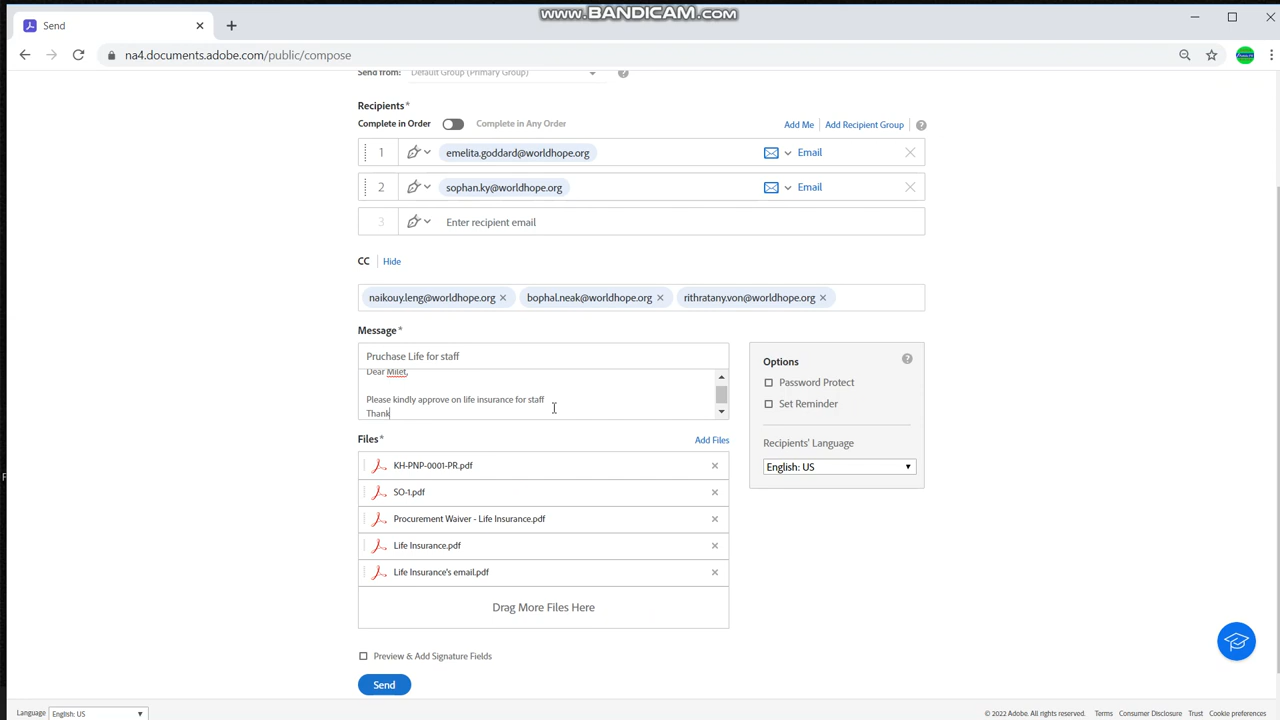 www.BANDICAM.com
Send
na4.documents.adobe.com/public/compose
Send from: Default Group (Primary Group)
Recipients*
Complete in Order Complete in Any Order Add Me Add Recipient Group
1 emelita.goddard@worldhope.org Email
2 sophan.ky@worldhope.org Email
3 Enter recipient email
CC Hide
naikouy.leng@worldhope.org bophal.neak@worldhope.org rithratany.von@worldhope.org
Message*
Pruchase Life for staff
Dear Milet,
Please kindly approve on life insurance for staff
Thank
Options
Password Protect
Set Reminder
Recipients' Language
English: US
Files* Add Files
KH-PNP-0001-PR.pdf
SO-1.pdf
Procurement Waiver - Life Insurance.pdf
Life Insurance.pdf
Life Insurance's email.pdf
Drag More Files Here
Preview & Add Signature Fields
Send
Language English: US © 2022 Adobe. All rights reserved. Terms Consumer Disclosure Trust Cookie preferences